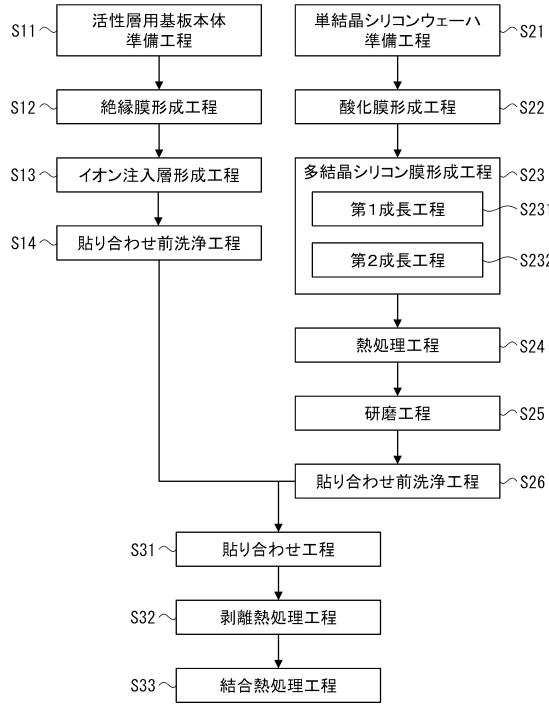 S11
活性層用基板本体
準備工程
S12
絶縁膜形成工程
S13
イオン注入層形成工程
S14
貼り合わせ前洗浄工程
単結晶シリコンウェーハ
準備工程
S21
酸化膜形成工程
S22
多結晶シリコン膜形成工程
S23
第1成長工程
S231
第2成長工程
S232
熱処理工程
S24
研磨工程
S25
貼り合わせ前洗浄工程
S26
S31
貼り合わせ工程
S32
剥離熱処理工程
S33
結合熱処理工程